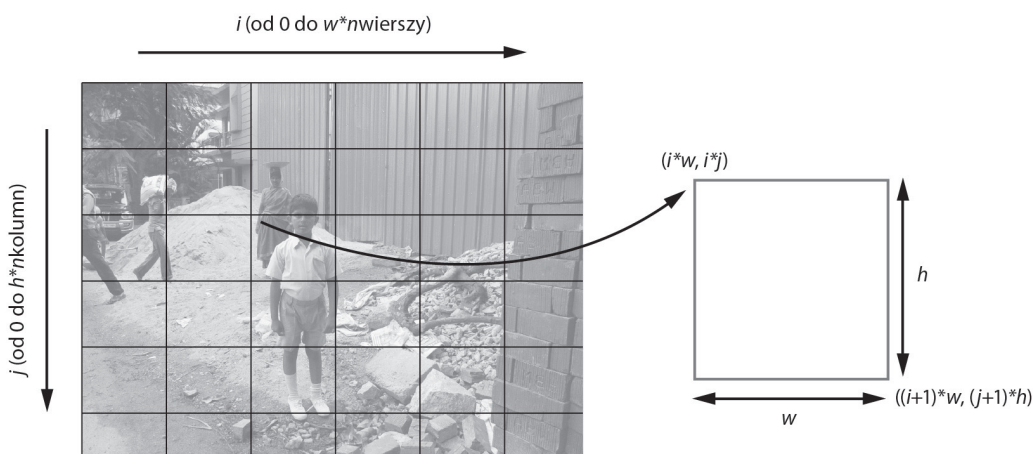 i (od 0 do w*nwierszy)
j (od 0 do h*nkolumn)
(i*w, i*j)
h
((i+1)*w, (j+1)*h)
w